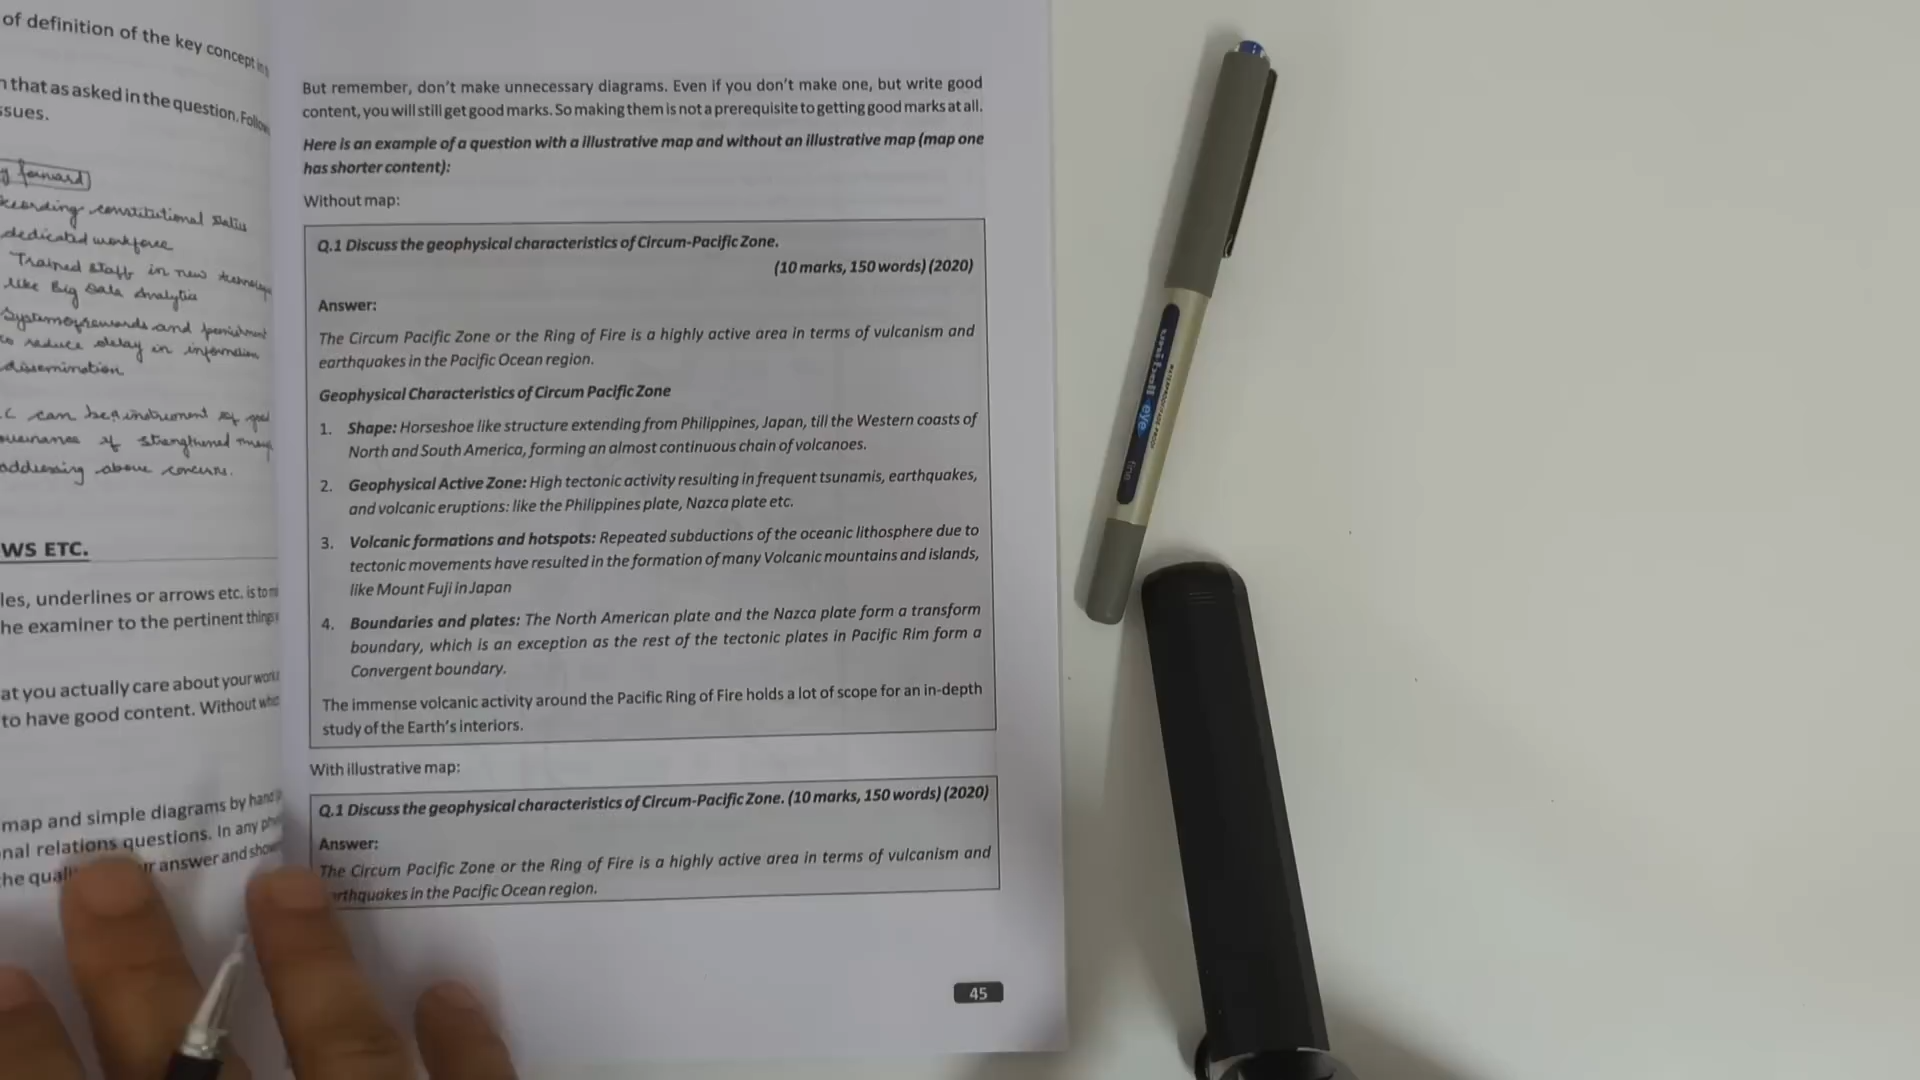 of definition of the key concept in
that as asked in the question. Follow
ssues.
forward
according constitutional status
dedicated workforce
Trained staff in new
like Big Data Analytics
System of rewards and punishment
to reduce delay in information
dissemination
can be instrument of good
of strengthened
addressing above concerns.
WS ETC.
les, underlines or arrows etc. is to
he examiner to the pertinent things
at you actually care about your work
to have good content. Without
map and simple diagrams by hand
nal relations questions. In any
he answer and
But remember, don't make unnecessary diagrams. Even if you don't make one, but write good
content, you will still get good marks. So making them is not a prerequisite to getting good marks at all.
Here is an example of a question with a illustrative map and without an illustrative map (map one
has shorter content):
Without map:
Q.1 Discuss the geophysical characteristics of Circum-Pacific Zone.
(10 marks, 150 words) (2020)
Answer:
The Circum Pacific Zone or the Ring of Fire is a highly active area in terms of vulcanism and
earthquakes in the Pacific Ocean region.
Geophysical Characteristics of Circum Pacific Zone
1. Shape: Horseshoe like structure extending from Philippines, Japan, till the Western coasts of
North and South America, forming an almost continuous chain of volcanoes.
2. Geophysical Active Zone: High tectonic activity resulting in frequent tsunamis, earthquakes,
and volcanic eruptions: like the Philippines plate, Nazca plate etc.
3. Volcanic formations and hotspots: Repeated subductions of the oceanic lithosphere due to
tectonic movements have resulted in the formation of many Volcanic mountains and islands,
like Mount Fuji in Japan
4. Boundaries and plates: The North American plate and the Nazca plate form a transform
boundary, which is an exception as the rest of the tectonic plates in Pacific Rim form a
Convergent boundary.
The immense volcanic activity around the Pacific Ring of Fire holds a lot of scope for an in-depth
study of the Earth's interiors.
With illustrative map:
Q.1 Discuss the geophysical characteristics of Circum-Pacific Zone. (10 marks, 150 words) (2020)
Answer:
The Circum Pacific Zone or the Ring of Fire is a highly active area in terms of vulcanism and
earthquakes in the Pacific Ocean region.
45
uni-ball eye
fine